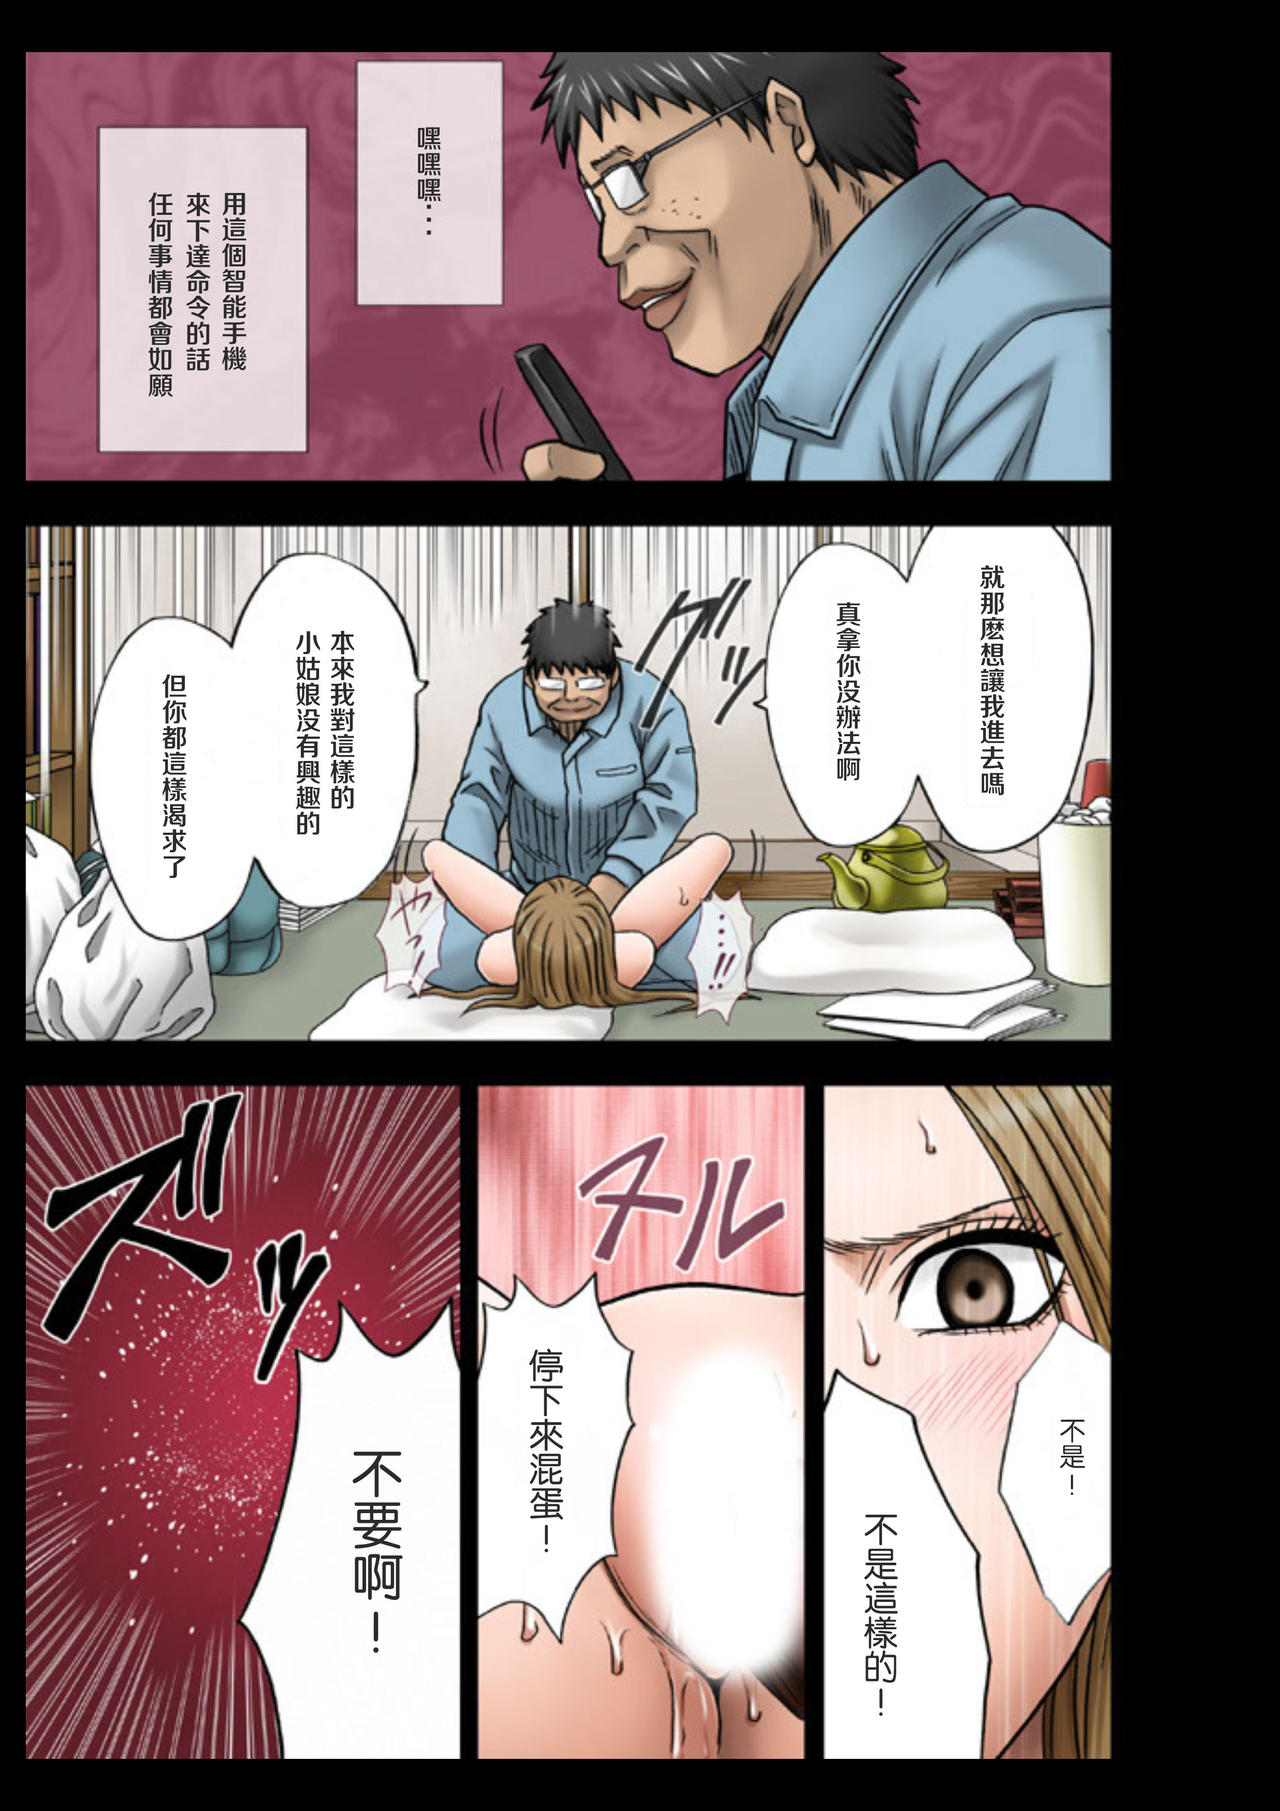 嘿嘿嘿…
用這個智能手機
來下達命令的話
任何事情都會如願
就那麽想讓我進去嗎
真拿你没辦法啊
グッ
本來我對這樣的
小姑娘没有興趣的
但你都這樣渴求了
やっ…!!
不是！
不是這樣的！
ヌル
停下來混蛋！
ズッ
不要啊！